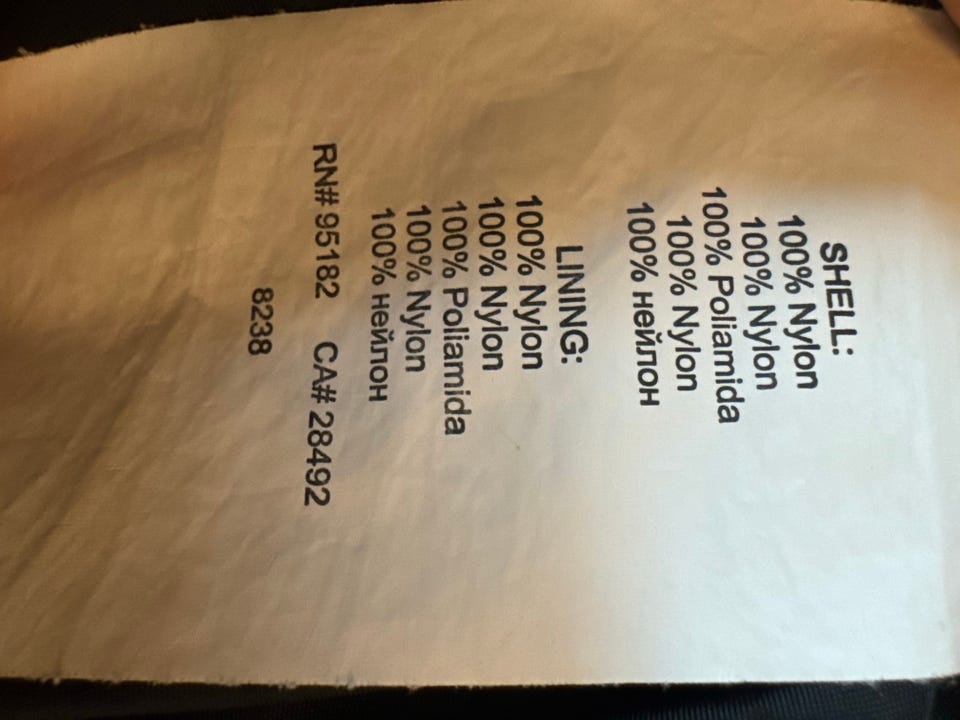 SHELL:
100% Nylon
100% Nylon
100% Poliamida
100% Nylon
100% нейлон
LINING:
100% Nylon
100% Nylon
100% Poliamida
100% Nylon
100% нейлон
RN# 95182 CA# 28492
8238